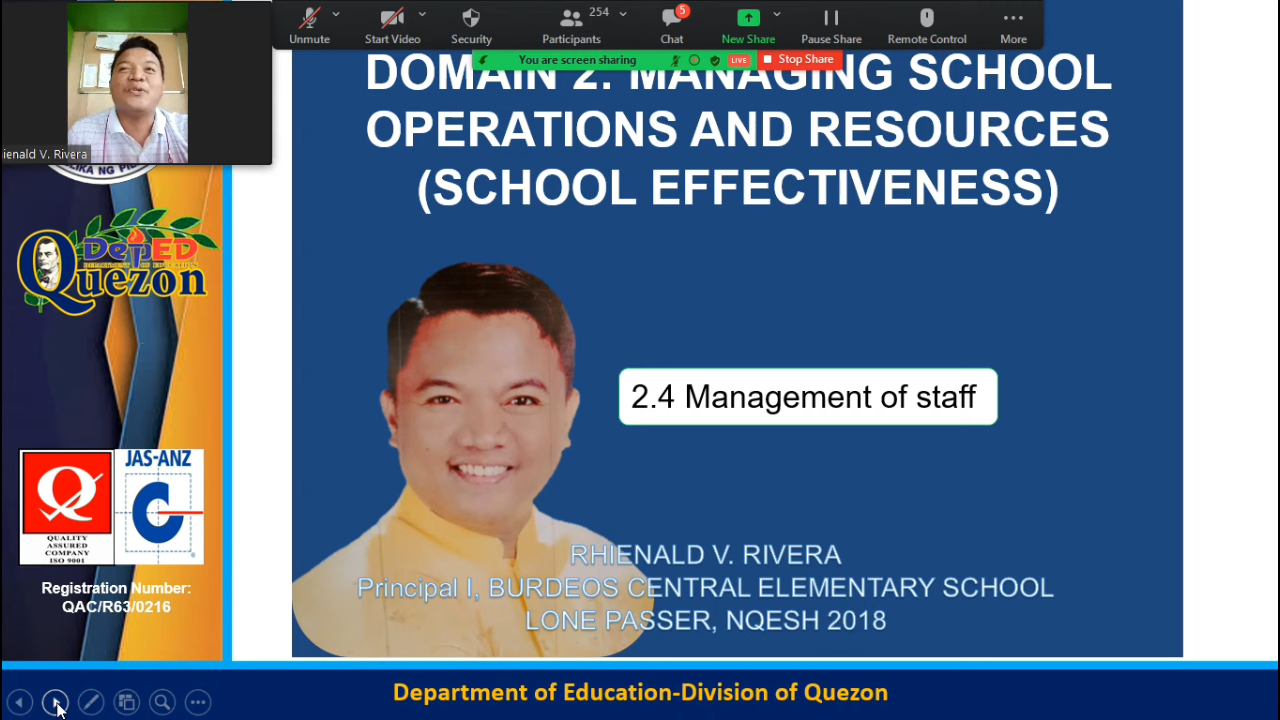 Unmute
Start Video
Security
Participants
254
Chat
5
New Share
Pause Share
Remote Control
More
You are screen sharing
LIVE
Stop Share
ienald V. Rivera
DOMAIN 2: MANAGING SCHOOL
OPERATIONS AND RESOURCES
(SCHOOL EFFECTIVENESS)
2.4 Management of staff
RHIENALD V. RIVERA
Principal I, BURDEOS CENTRAL ELEMENTARY SCHOOL
LONE PASSER, NQESH 2018
DepED
DEPARTMENT OF EDUCATION
Quezon
QUALITY
ASSURED
COMPANY
ISO 9001
JAS-ANZ
Registration Number:
QAC/R63/0216
Department of Education-Division of Quezon